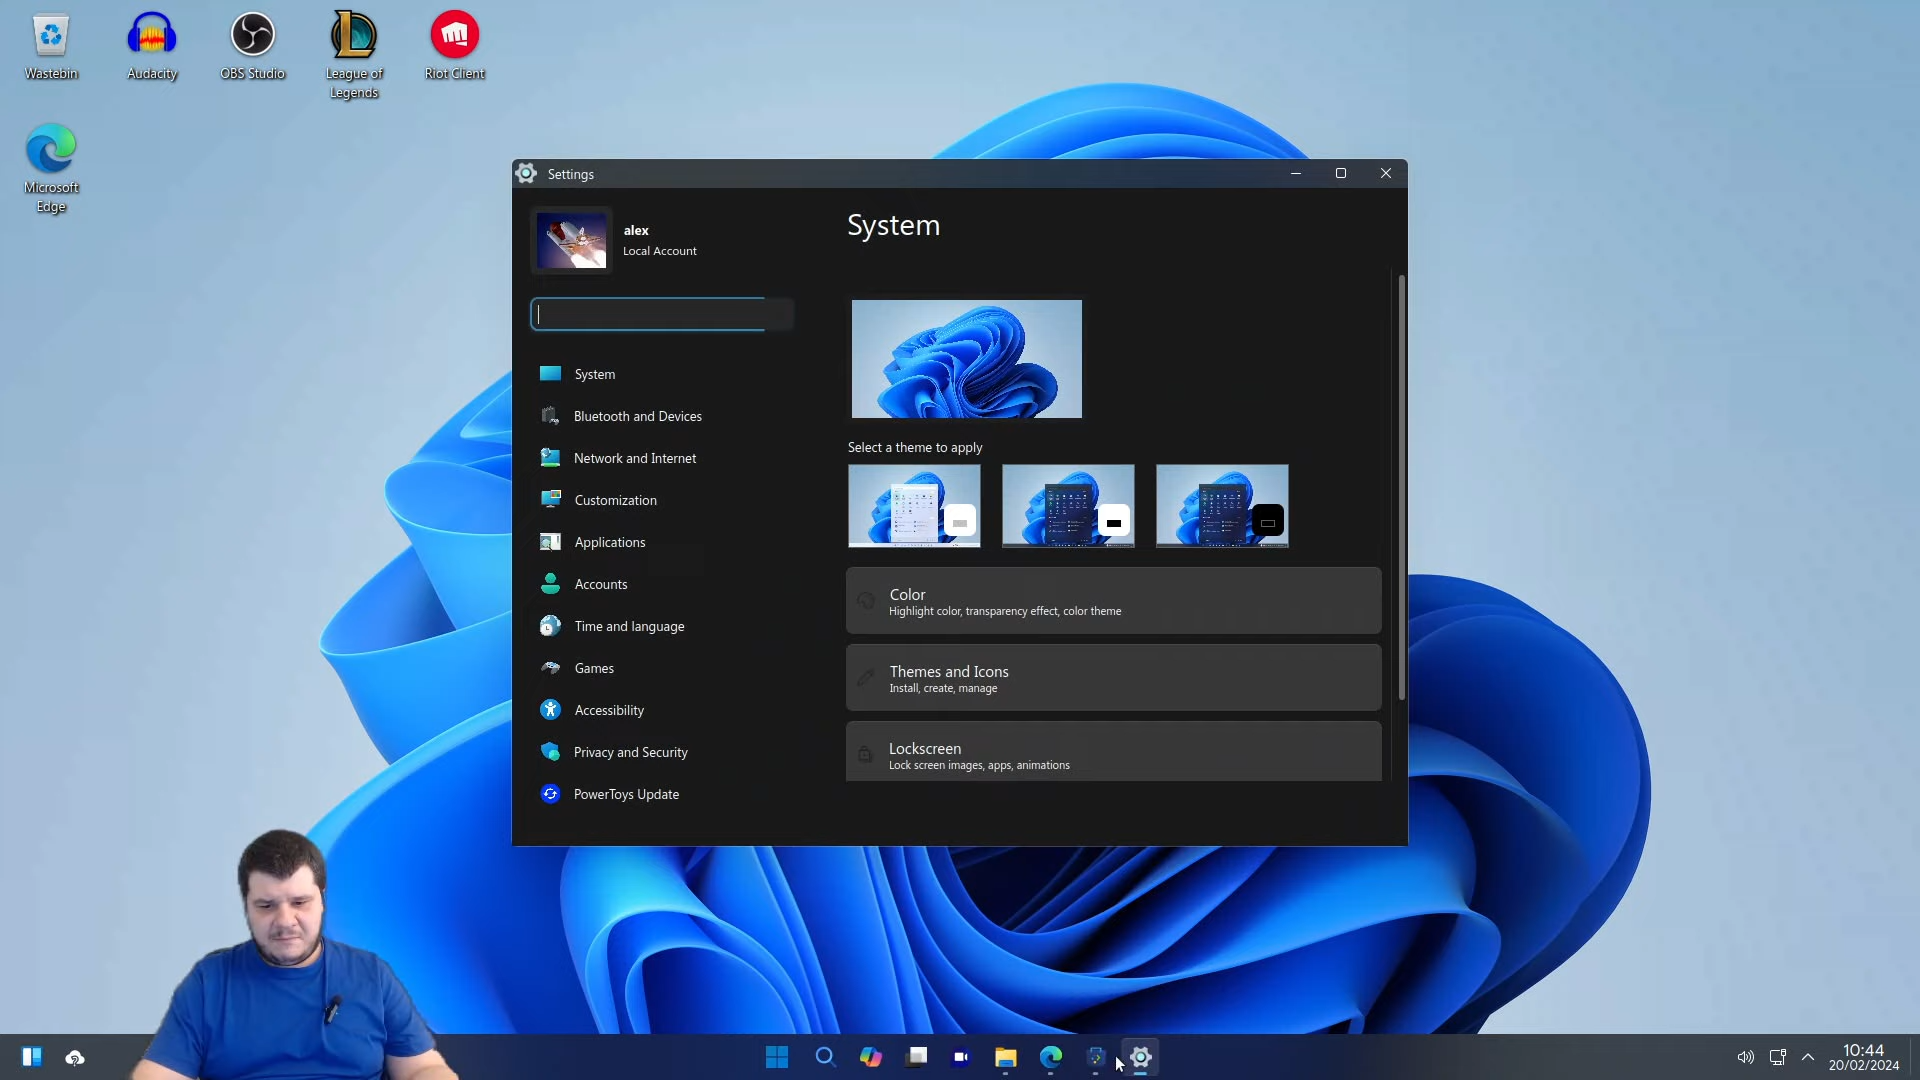 Wastebin
Audacity
OBS Studio
League of
Legends
Riot Client
Microsoft
Edge
Settings
alex
Local Account
System
Bluetooth and Devices
Network and Internet
Customization
Applications
Accounts
Time and language
Games
Accessibility
Privacy and Security
PowerToys Update
System
Select a theme to apply
Color
Highlight color, transparency effect, color theme
Themes and Icons
Install, create, manage
Lockscreen
Lock screen images, apps, animations
10:44
20/02/2024